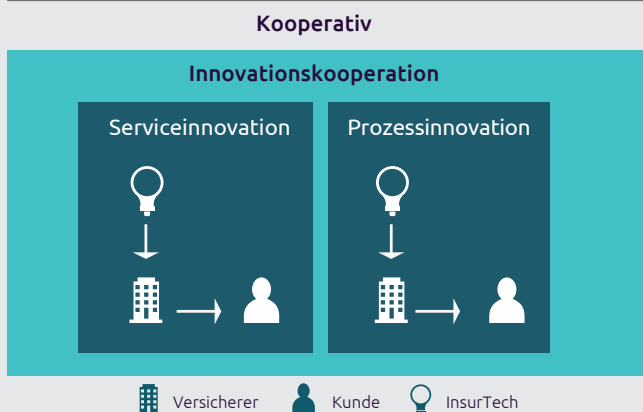 Kooperativ
Innovationskooperation
Serviceinnovation
Prozessinnovation
Versicherer
Kunde
InsurTech